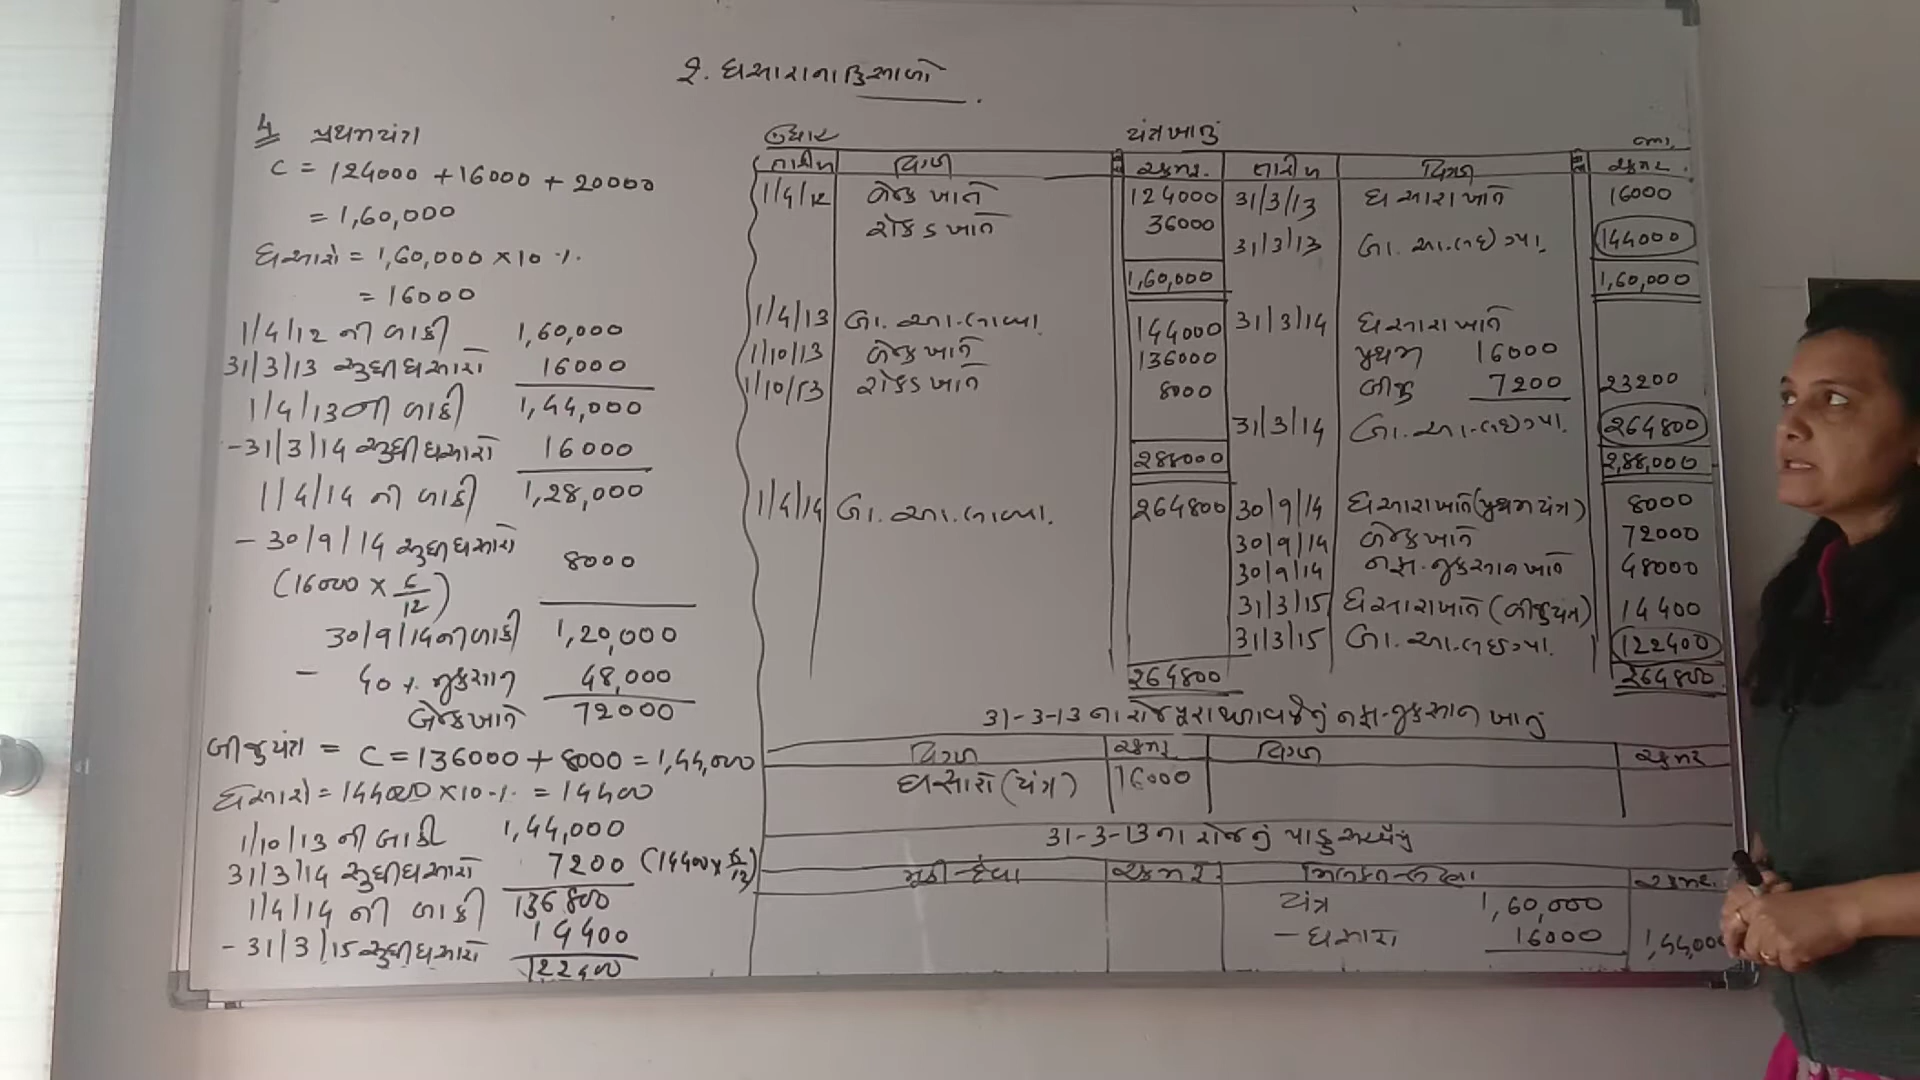 ૨. ઘસારાના હિસાબો
૫ પ્રથમ યંત્ર
C = 124000 + 16000 + 20000
= 1,60,000
ઘસારો = 1,60,000 × 10 %
= 16000
1/4/12 ની બાકી 1,60,000
31/3/13 સુધી ઘસારો 16000
1/4/13 ની બાકી 1,44,000
- 31/3/14 સુધી ઘસારો 16000
1/4/14 ની બાકી 1,28,000
- 30/9/14 સુધી ઘસારો 8000
(16000 × 6/12)
30/9/14 ની બાકી 1,20,000
- 40 % નુકસાન 48,000
બેન્ક ખાતે 72000
બીજુ યંત્ર = C = 136000 + 8000 = 1,44,000
ઘસારો = 144000 × 10 % = 14400
1/10/13 ની બાકી 1,44,000
31/3/14 સુધી ઘસારો 7200 (14400 × 6/12)
1/4/14 ની બાકી 136800
- 31/3/15 સુધી ઘસારો 14400
122400
ઉધાર યંત્ર ખાતું જમા
તારીખ વિગત રકમ તારીખ વિગત રકમ
1/4/12 બેન્ક ખાતે 124000 31/3/13 ઘસારા ખાતે 16000
રોકડ ખાતે 36000
31/3/13 બા. આ. લઈ ગ્યા. 144000
1,60,000 1,60,000
1/4/13 બા. આ. લાવ્યા. 144000 31/3/14 ઘસારા ખાતે
1/10/13 બેન્ક ખાતે 136000 પ્રથમ 16000
1/10/13 રોકડ ખાતે 8000 બીજુ 7200 23200
31/3/14 બા. આ. લઈ ગ્યા. 264800
288000 2,88,000
1/4/14 બા. આ. લાવ્યા. 264800 30/9/14 ઘસારા ખાતે (પ્રથમ યંત્ર) 8000
30/9/14 બેન્ક ખાતે 72000
30/9/14 નફા-નુકસાન ખાતે 48000
31/3/15 ઘસારા ખાતે (બીજુ યંત્ર) 14400
31/3/15 બા. આ. લઈ ગ્યા. 122400
264800 264800
31-3-13 ના રોજ પુરા થતા વર્ષનું નફા-નુકસાન ખાતું
વિગત રકમ વિગત રકમ
ઘસારો (યંત્ર) 16000
31-3-13 ના રોજનું પાકુ સરવૈયુ
મૂડી-દેવા રકમ મિલકત-લેણા રકમ
યંત્ર 1,60,000
- ઘસારા 16000 1,44,000